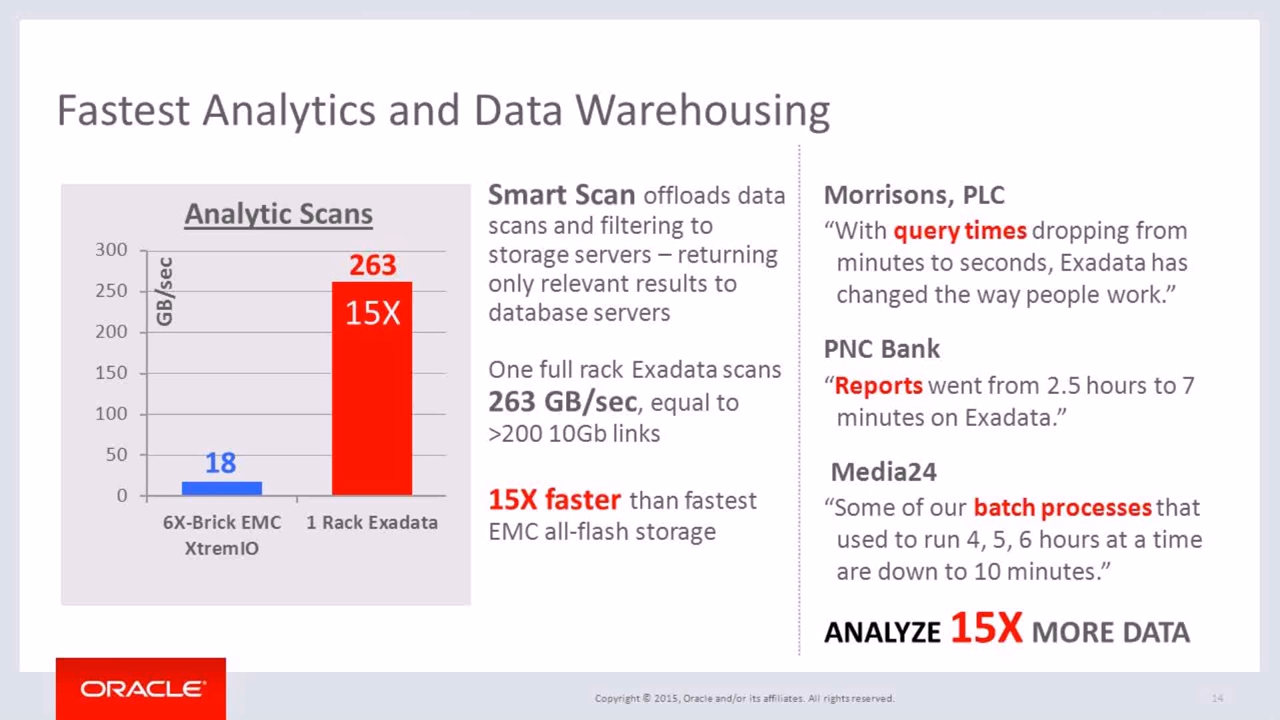 Fastest Analytics and Data Warehousing
Analytic Scans
300
250
200
150
100
50
0
GB/sec
18
263
15X
6X-Brick EMC
XtremIO
1 Rack Exadata
Smart Scan offloads data
scans and filtering to
storage servers – returning
only relevant results to
database servers
One full rack Exadata scans
263 GB/sec, equal to
>200 10Gb links
15X faster than fastest
EMC all-flash storage
Morrisons, PLC
“With query times dropping from
minutes to seconds, Exadata has
changed the way people work.”
PNC Bank
“Reports went from 2.5 hours to 7
minutes on Exadata.”
Media24
“Some of our batch processes that
used to run 4, 5, 6 hours at a time
are down to 10 minutes.”
ANALYZE 15X MORE DATA
ORACLE®
Copyright © 2015, Oracle and/or its affiliates. All rights reserved.
14